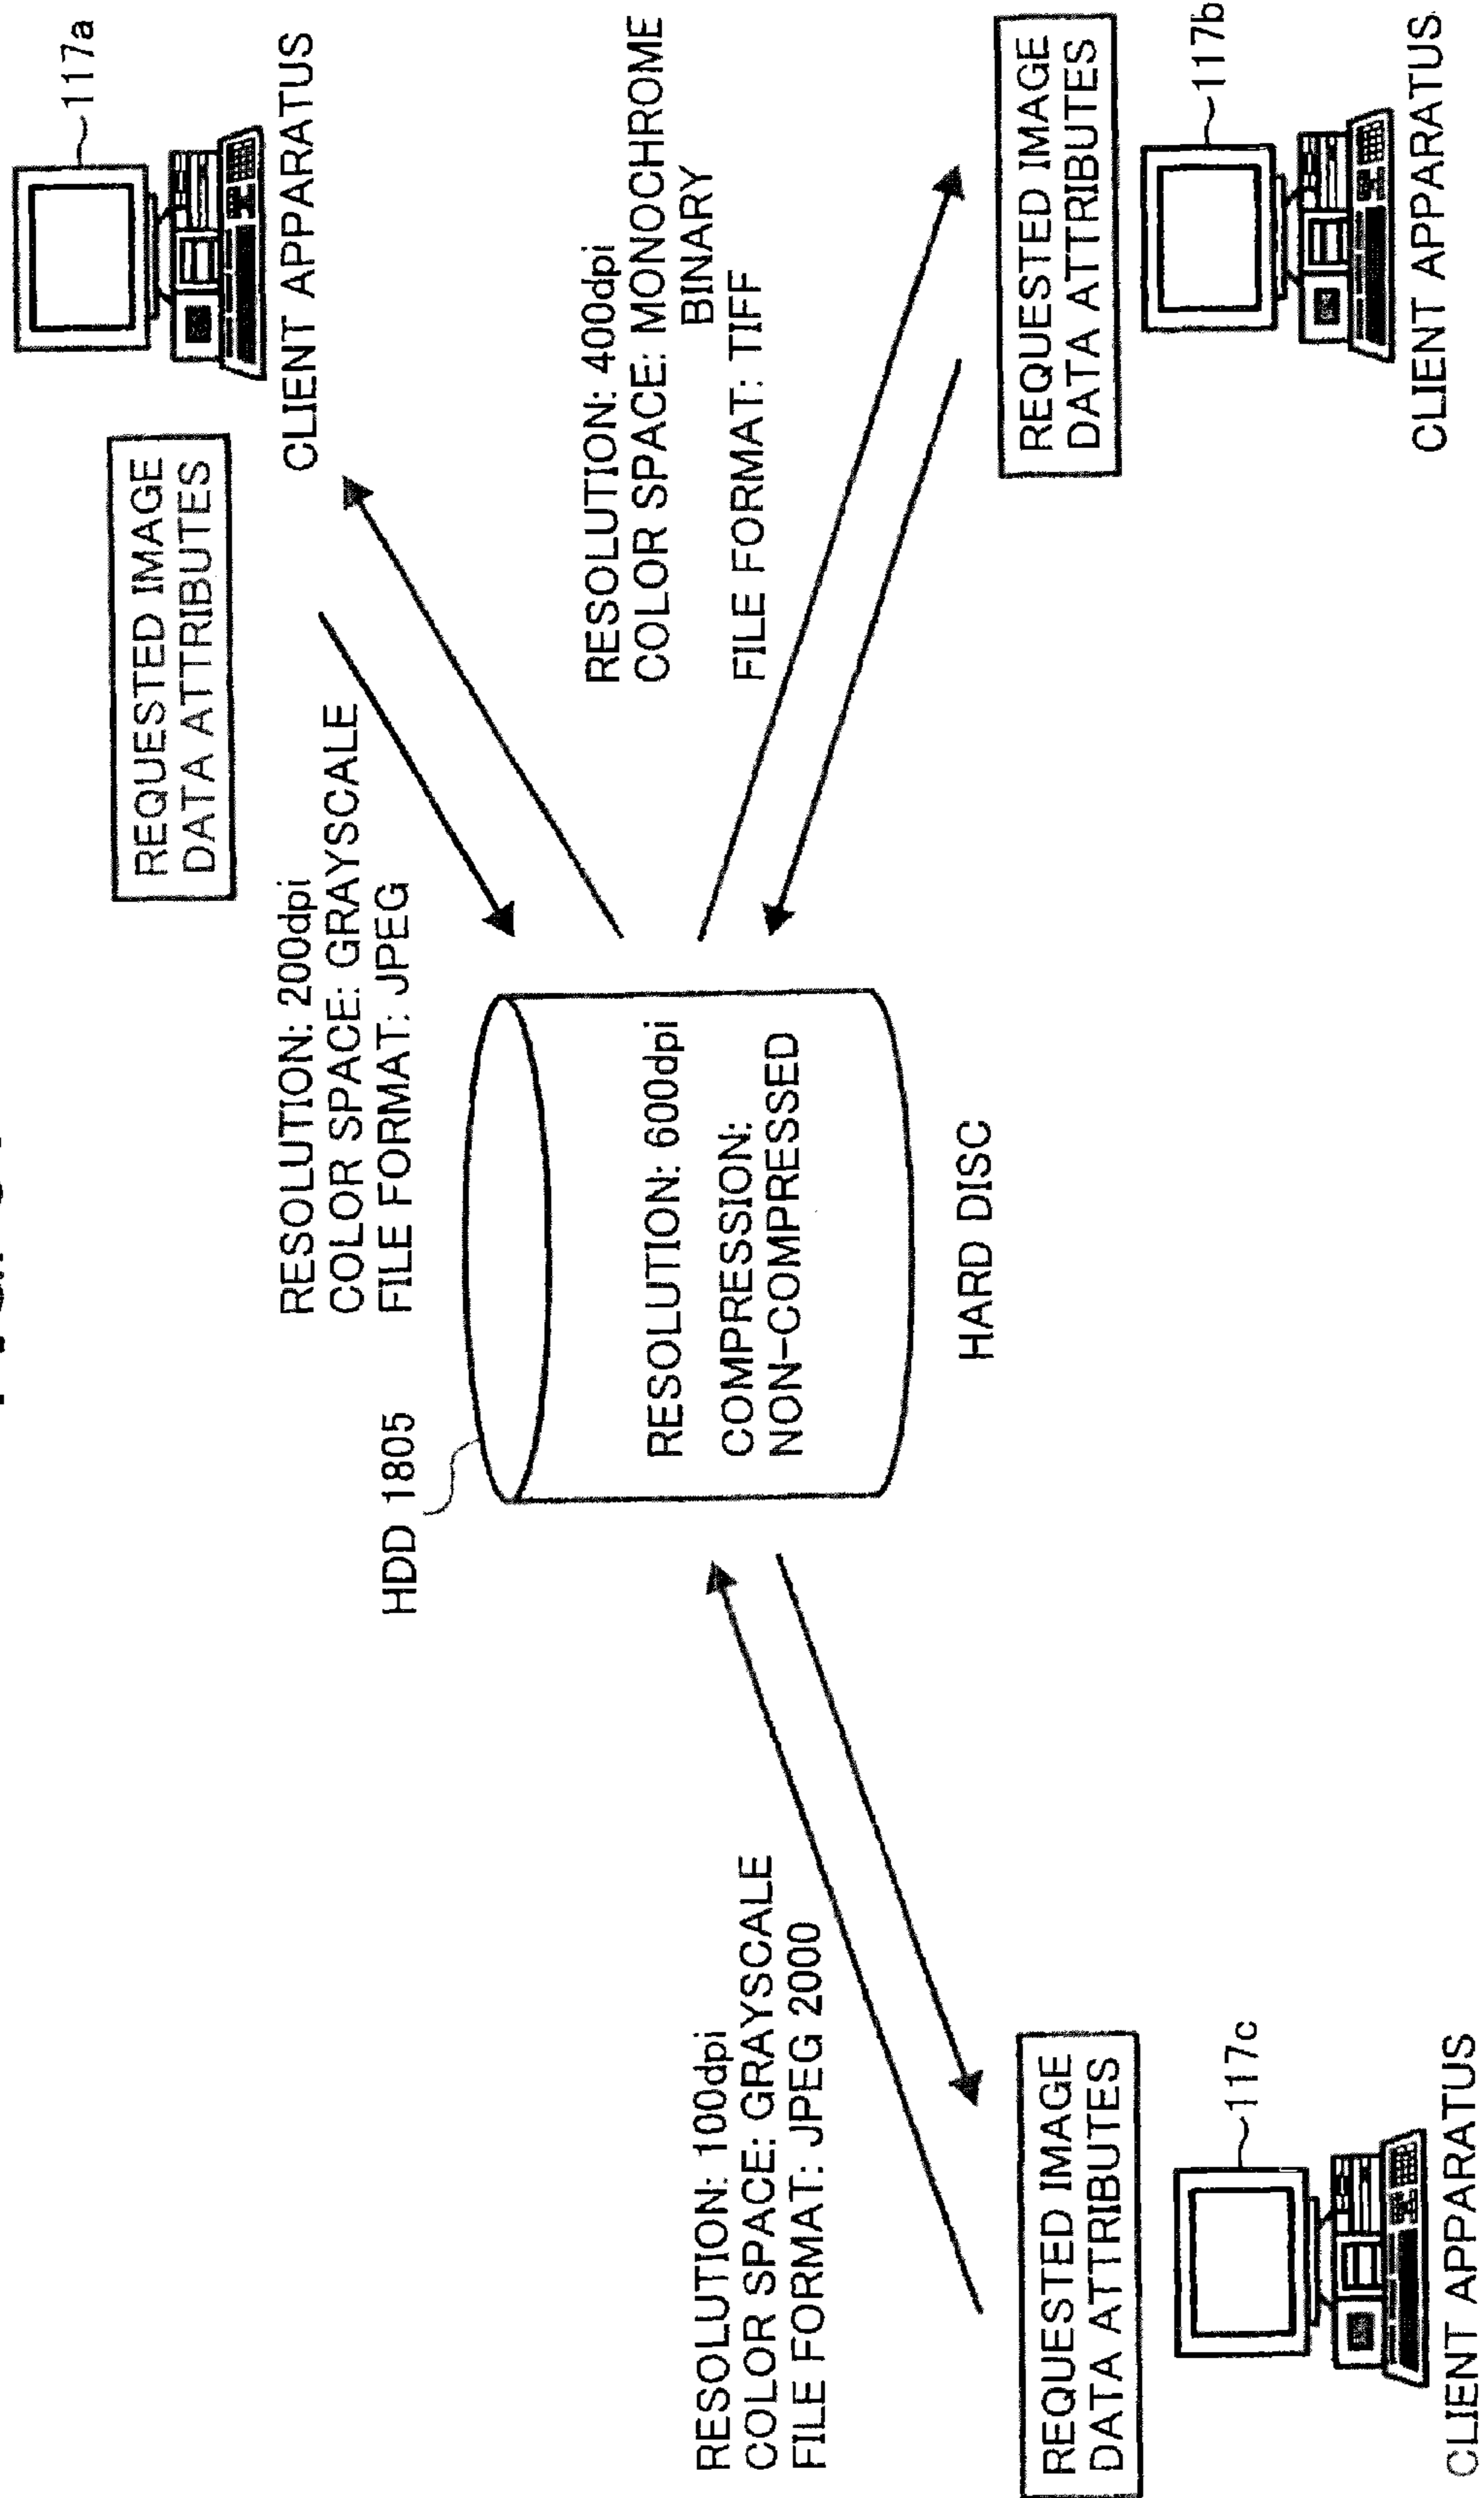 117a
CLIENT APPARATUS
REQUESTED IMAGE
DATA ATTRIBUTES
RESOLUTION: 200dpi
COLOR SPACE: GRAYSCALE
FILE FORMAT: JPEG
HDD 1805
RESOLUTION: 600dpi
COMPRESSION:
NON-COMPRESSED
HARD DISC
RESOLUTION: 400dpi
COLOR SPACE: MONOCHROME
BINARY
FILE FORMAT: TIFF
REQUESTED IMAGE
DATA ATTRIBUTES
117b
CLIENT APPARATUS
RESOLUTION: 100dpi
COLOR SPACE: GRAYSCALE
FILE FORMAT: JPEG 2000
REQUESTED IMAGE
DATA ATTRIBUTES
117c
CLIENT APPARATUS